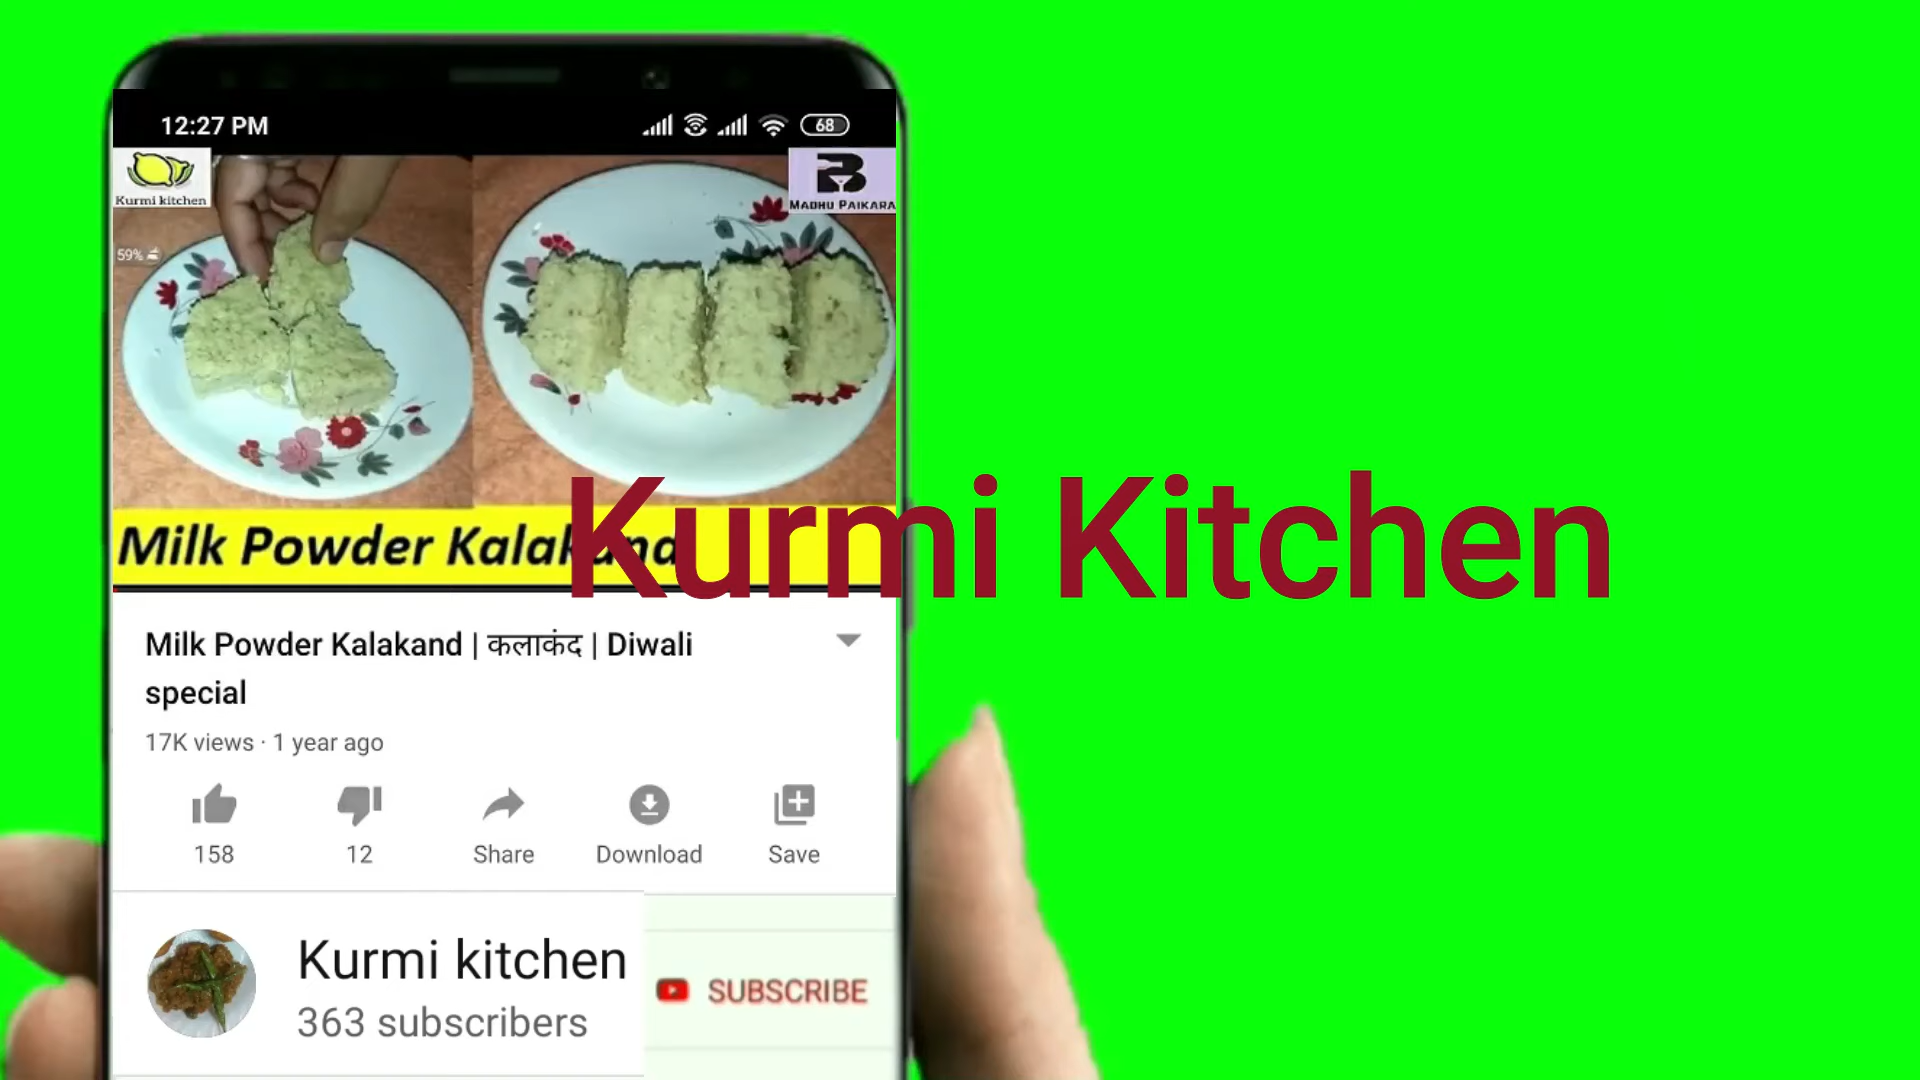 12:27 PM
68
Kurmi kitchen
MADHU PAIKARA
59%
Milk Powder Kalakand
Kurmi Kitchen
Milk Powder Kalakand | कलाकंद | Diwali
special
17K views · 1 year ago
158
12
Share
Download
Save
Kurmi kitchen
363 subscribers
SUBSCRIBE